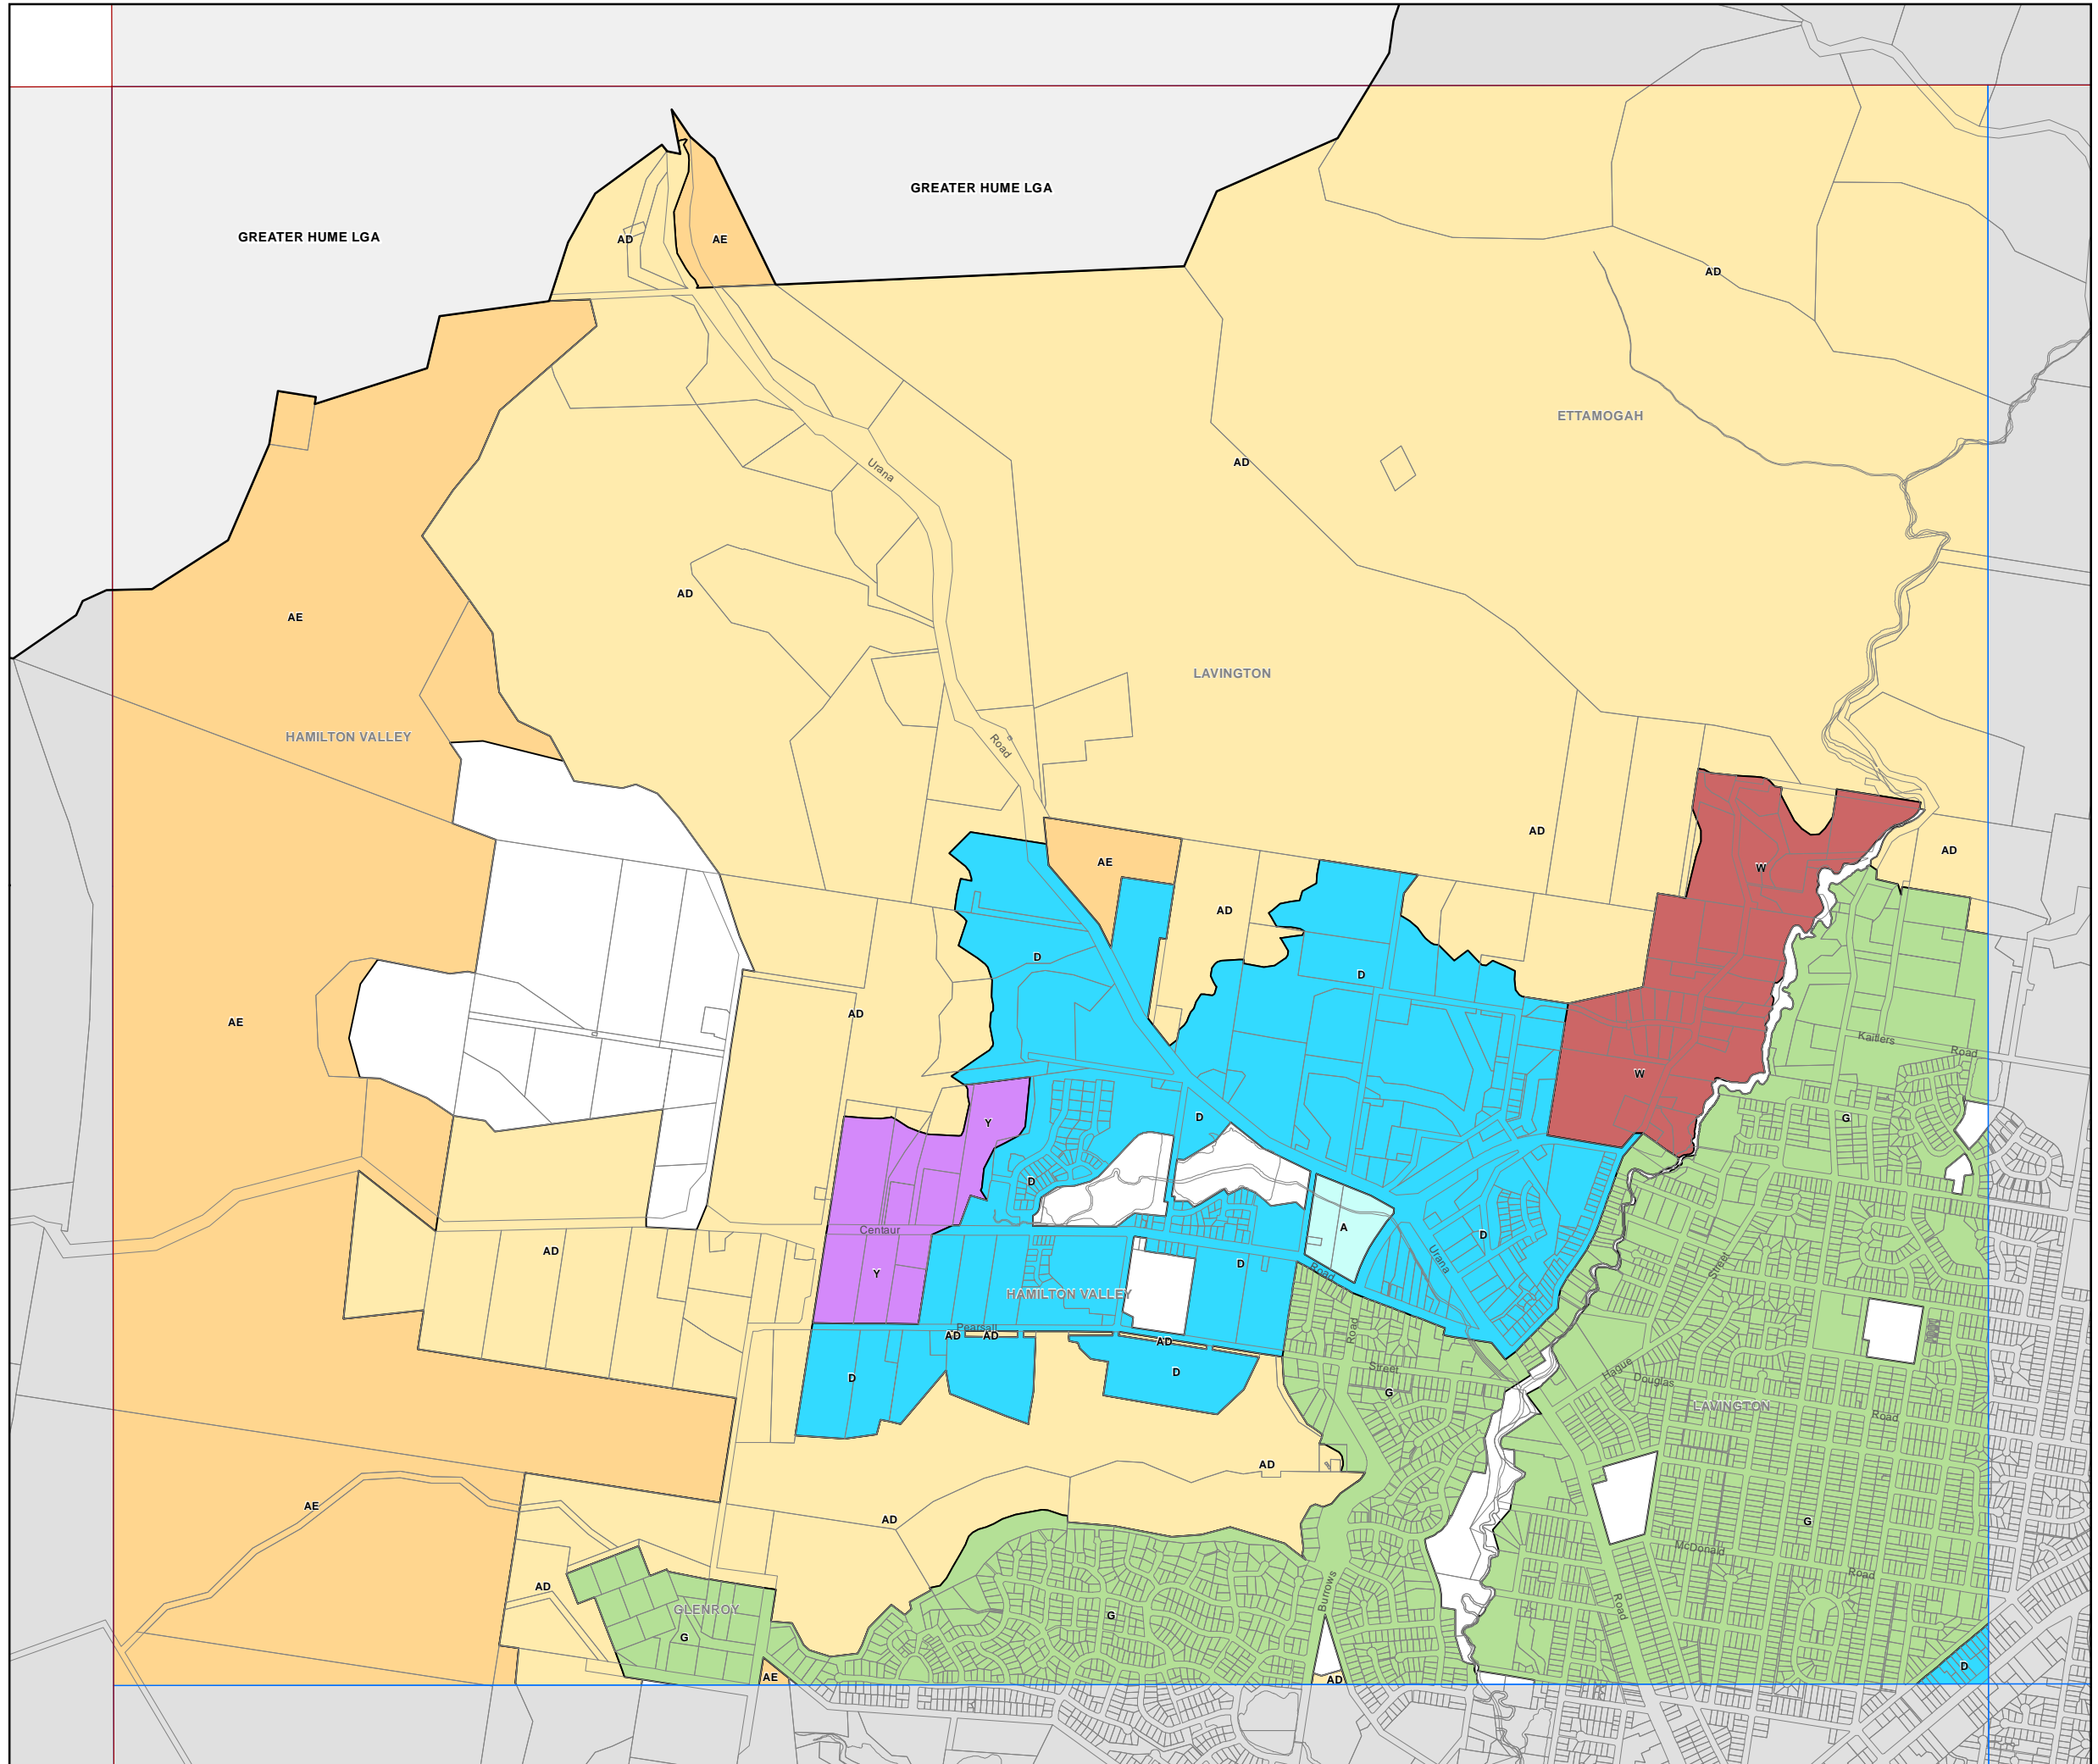 GREATER HUME LGA
GREATER HUME LGA
AD
AE
AD
ETTAMOGAH
AD
Urana
AD
AE
LAVINGTON
HAMILTON VALLEY
Road
AD
AD
AE
W
AD
D
D
AE
AD
Kaitlers
Road
W
Y
D
G
D
A
D
Centaur
AD
Urana
Street
D
Road
Y
HAMILTON VALLEY
Pearsall
Road
AD
AD
AD
D
D
Street
Hague
Douglas
G
LAVINGTON
Road
AD
AE
AD
G
McDonald
Road
AD
Burrows
Road
GLENROY
G
G
D
AE
AD